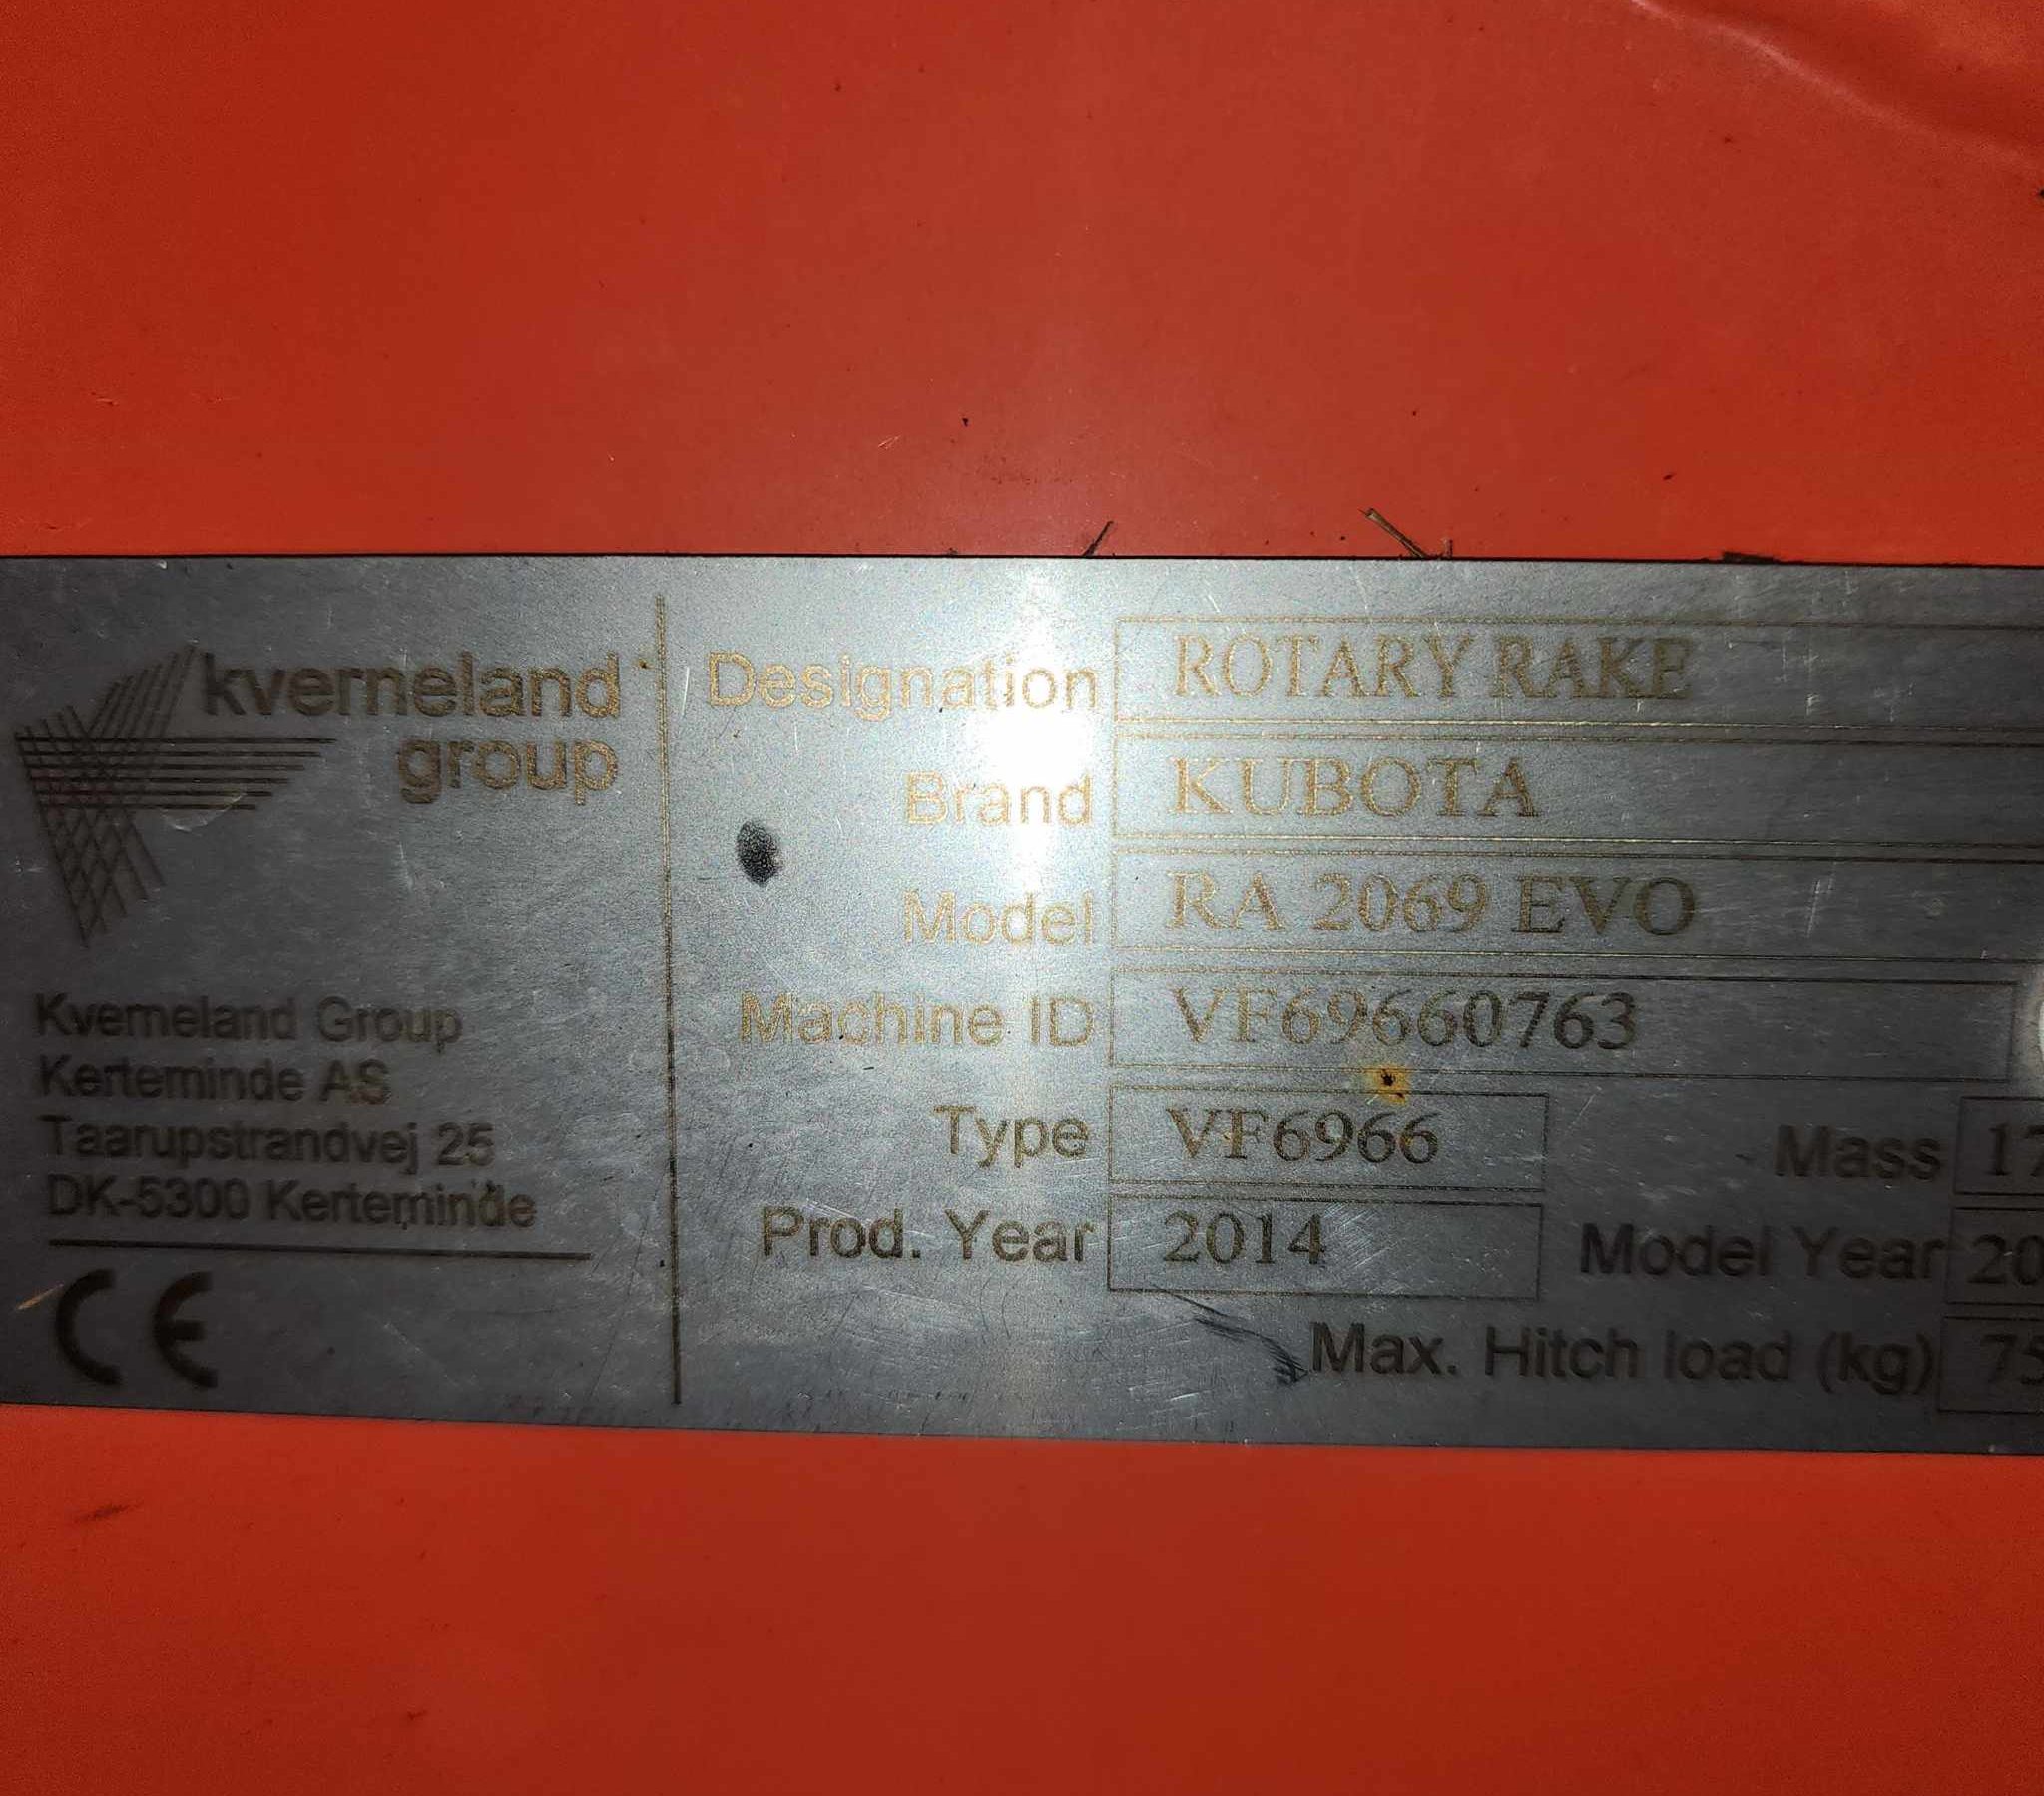 kverneland
group
Kverneland Group
Kerteminde AS
Taarupstrandvej 25
DK-5300 Kerteminde
CE
Designation ROTARY RAKE
Brand KUBOTA
Model RA 2069 EVO
Machine ID VF69660763
Type VF6966 Mass
Prod. Year 2014 Model Year
Max. Hitch load (kg)